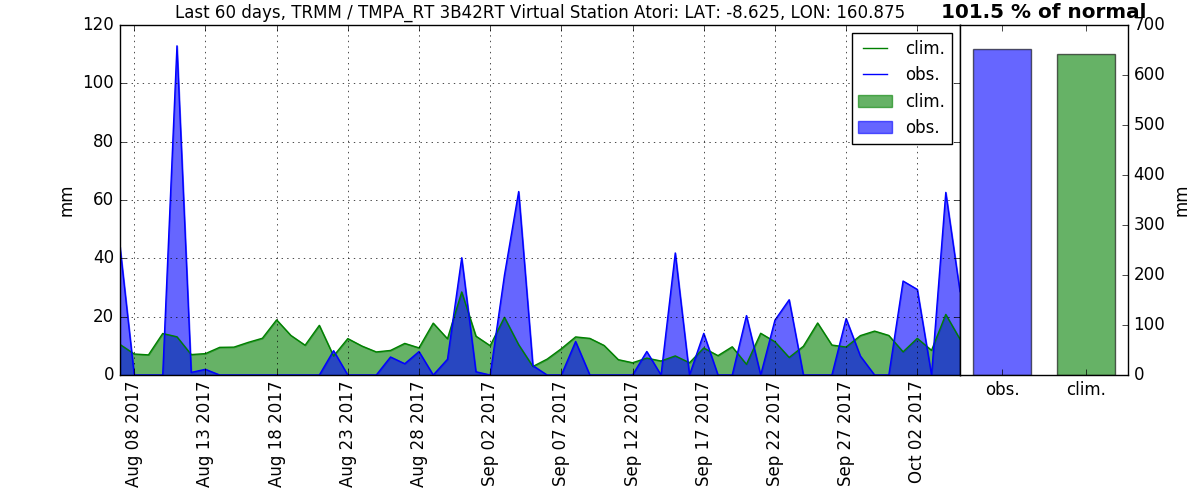 Last 60 days, TRMM / TMPA_RT 3B42RT Virtual Station Atori: LAT: -8.625, LON: 160.875
101.5 % of normal
mm
120
100
80
60
40
20
0
clim.
obs.
clim.
obs.
700
600
500
400
300
200
100
0
mm
obs.
clim.
Aug 08 2017
Aug 13 2017
Aug 18 2017
Aug 23 2017
Aug 28 2017
Sep 02 2017
Sep 07 2017
Sep 12 2017
Sep 17 2017
Sep 22 2017
Sep 27 2017
Oct 02 2017